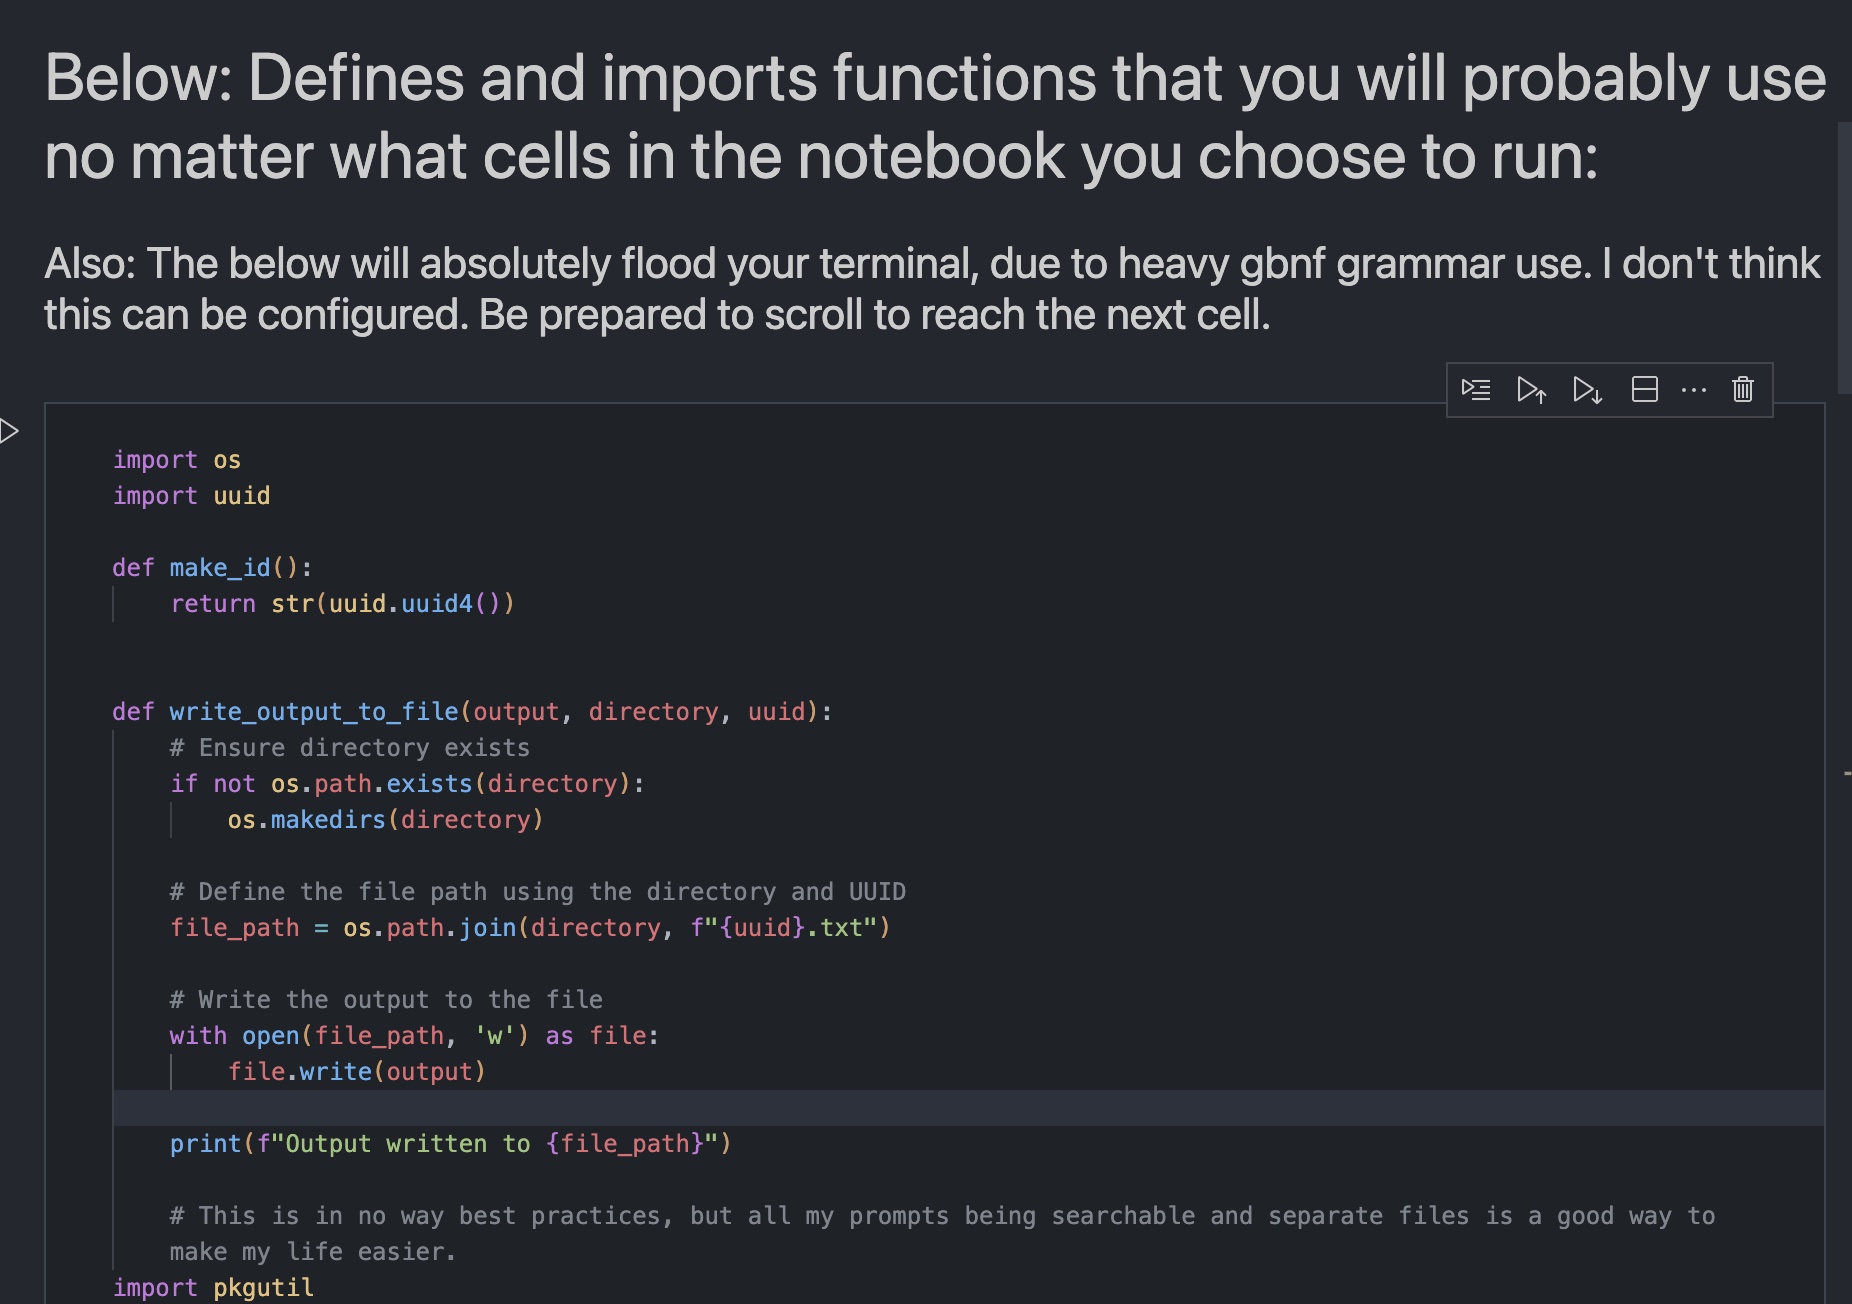 Below: Defines and imports functions that you will probably use
no matter what cells in the notebook you choose to run:
Also: The below will absolutely flood your terminal, due to heavy gbnf grammar use. I don't think
this can be configured. Be prepared to scroll to reach the next cell.
import os
import uuid
def make_id():
    return str(uuid.uuid4())
def write_output_to_file(output, directory, uuid):
    # Ensure directory exists
    if not os.path.exists(directory):
        os.makedirs(directory)
    # Define the file path using the directory and UUID
    file_path = os.path.join(directory, f"{uuid}.txt")
    # Write the output to the file
    with open(file_path, 'w') as file:
        file.write(output)
    print(f"Output written to {file_path}")
    # This is in no way best practices, but all my prompts being searchable and separate files is a good way to
    make my life easier.
import pkgutil